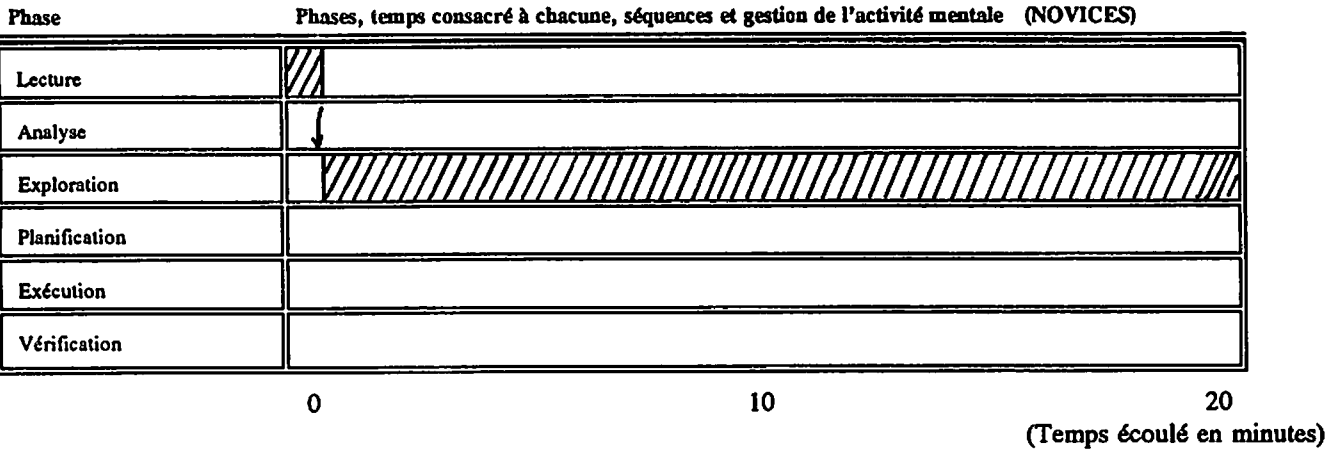 Phase Phases, temps consacré à chacune, séquences et gestion de l'activité mentale (NOVICES)
Lecture
Analyse
Exploration
Planification
Exécution
Vérification
0 10 20
(Temps écoulé en minutes)